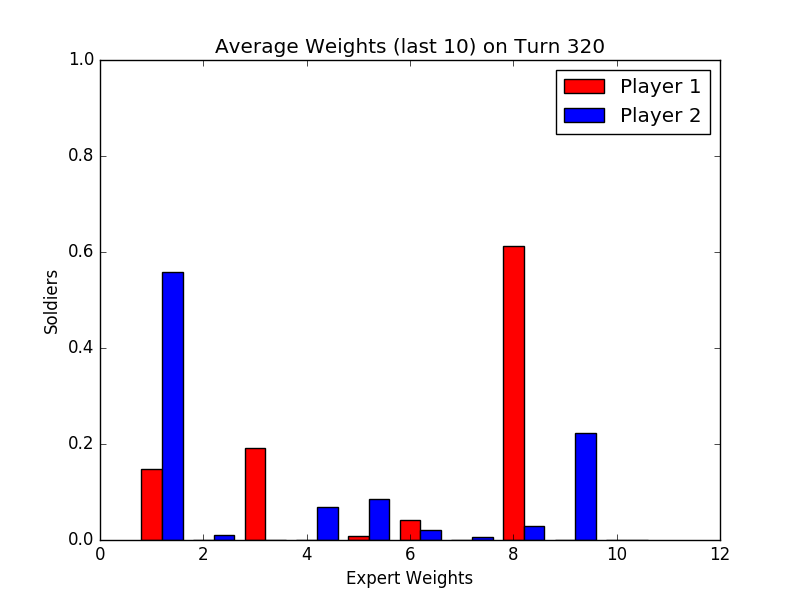 Average Weights (last 10) on Turn 320
1.0
0.8
0.6
0.4
0.2
0.0
Soldiers
Player 1
Player 2
0 2 4 6 8 10 12
Expert Weights